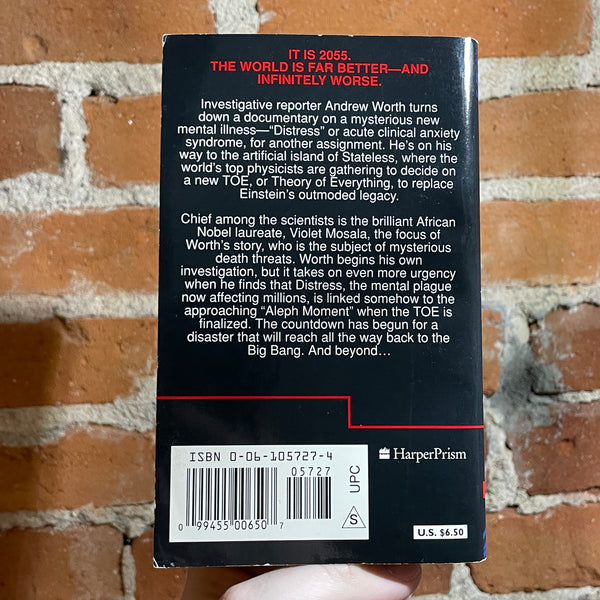 IT IS 2055.
THE WORLD IS FAR BETTER—AND
INFINITELY WORSE.
Investigative reporter Andrew Worth turns
down a documentary on a mysterious new
mental illness—“Distress” or acute clinical anxiety
syndrome, for another assignment. He’s on his
way to the artificial island of Stateless, where the
world’s top physicists are gathering to decide on
a new TOE, or Theory of Everything, to replace
Einstein’s outmoded legacy.
Chief among the scientists is the brilliant African
Nobel laureate, Violet Mosala, the focus of
Worth’s story, who is the subject of mysterious
death threats. Worth begins his own
investigation, but it takes on even more urgency
when he finds that Distress, the mental plague
now affecting millions, is linked somehow to the
approaching “Aleph Moment” when the TOE is
finalized. The countdown has begun for a
disaster that will reach all the way back to the
Big Bang. And beyond...
ISBN 0-06-105727-4
05727
UPC
S
0 99455 00650 7
HarperPrism
U.S. $6.50